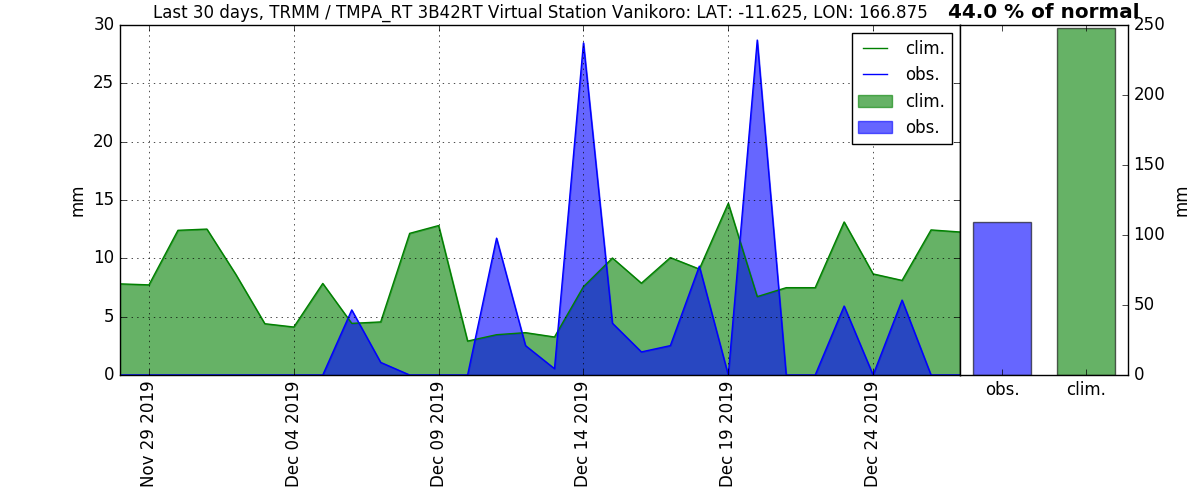 Last 30 days, TRMM / TMPA_RT 3B42RT Virtual Station Vanikoro: LAT: -11.625, LON: 166.875
44.0 % of normal
30
25
20
15
10
5
0
mm
clim.
obs.
clim.
obs.
Nov 29 2019
Dec 04 2019
Dec 09 2019
Dec 14 2019
Dec 19 2019
Dec 24 2019
250
200
150
100
50
0
mm
obs.
clim.